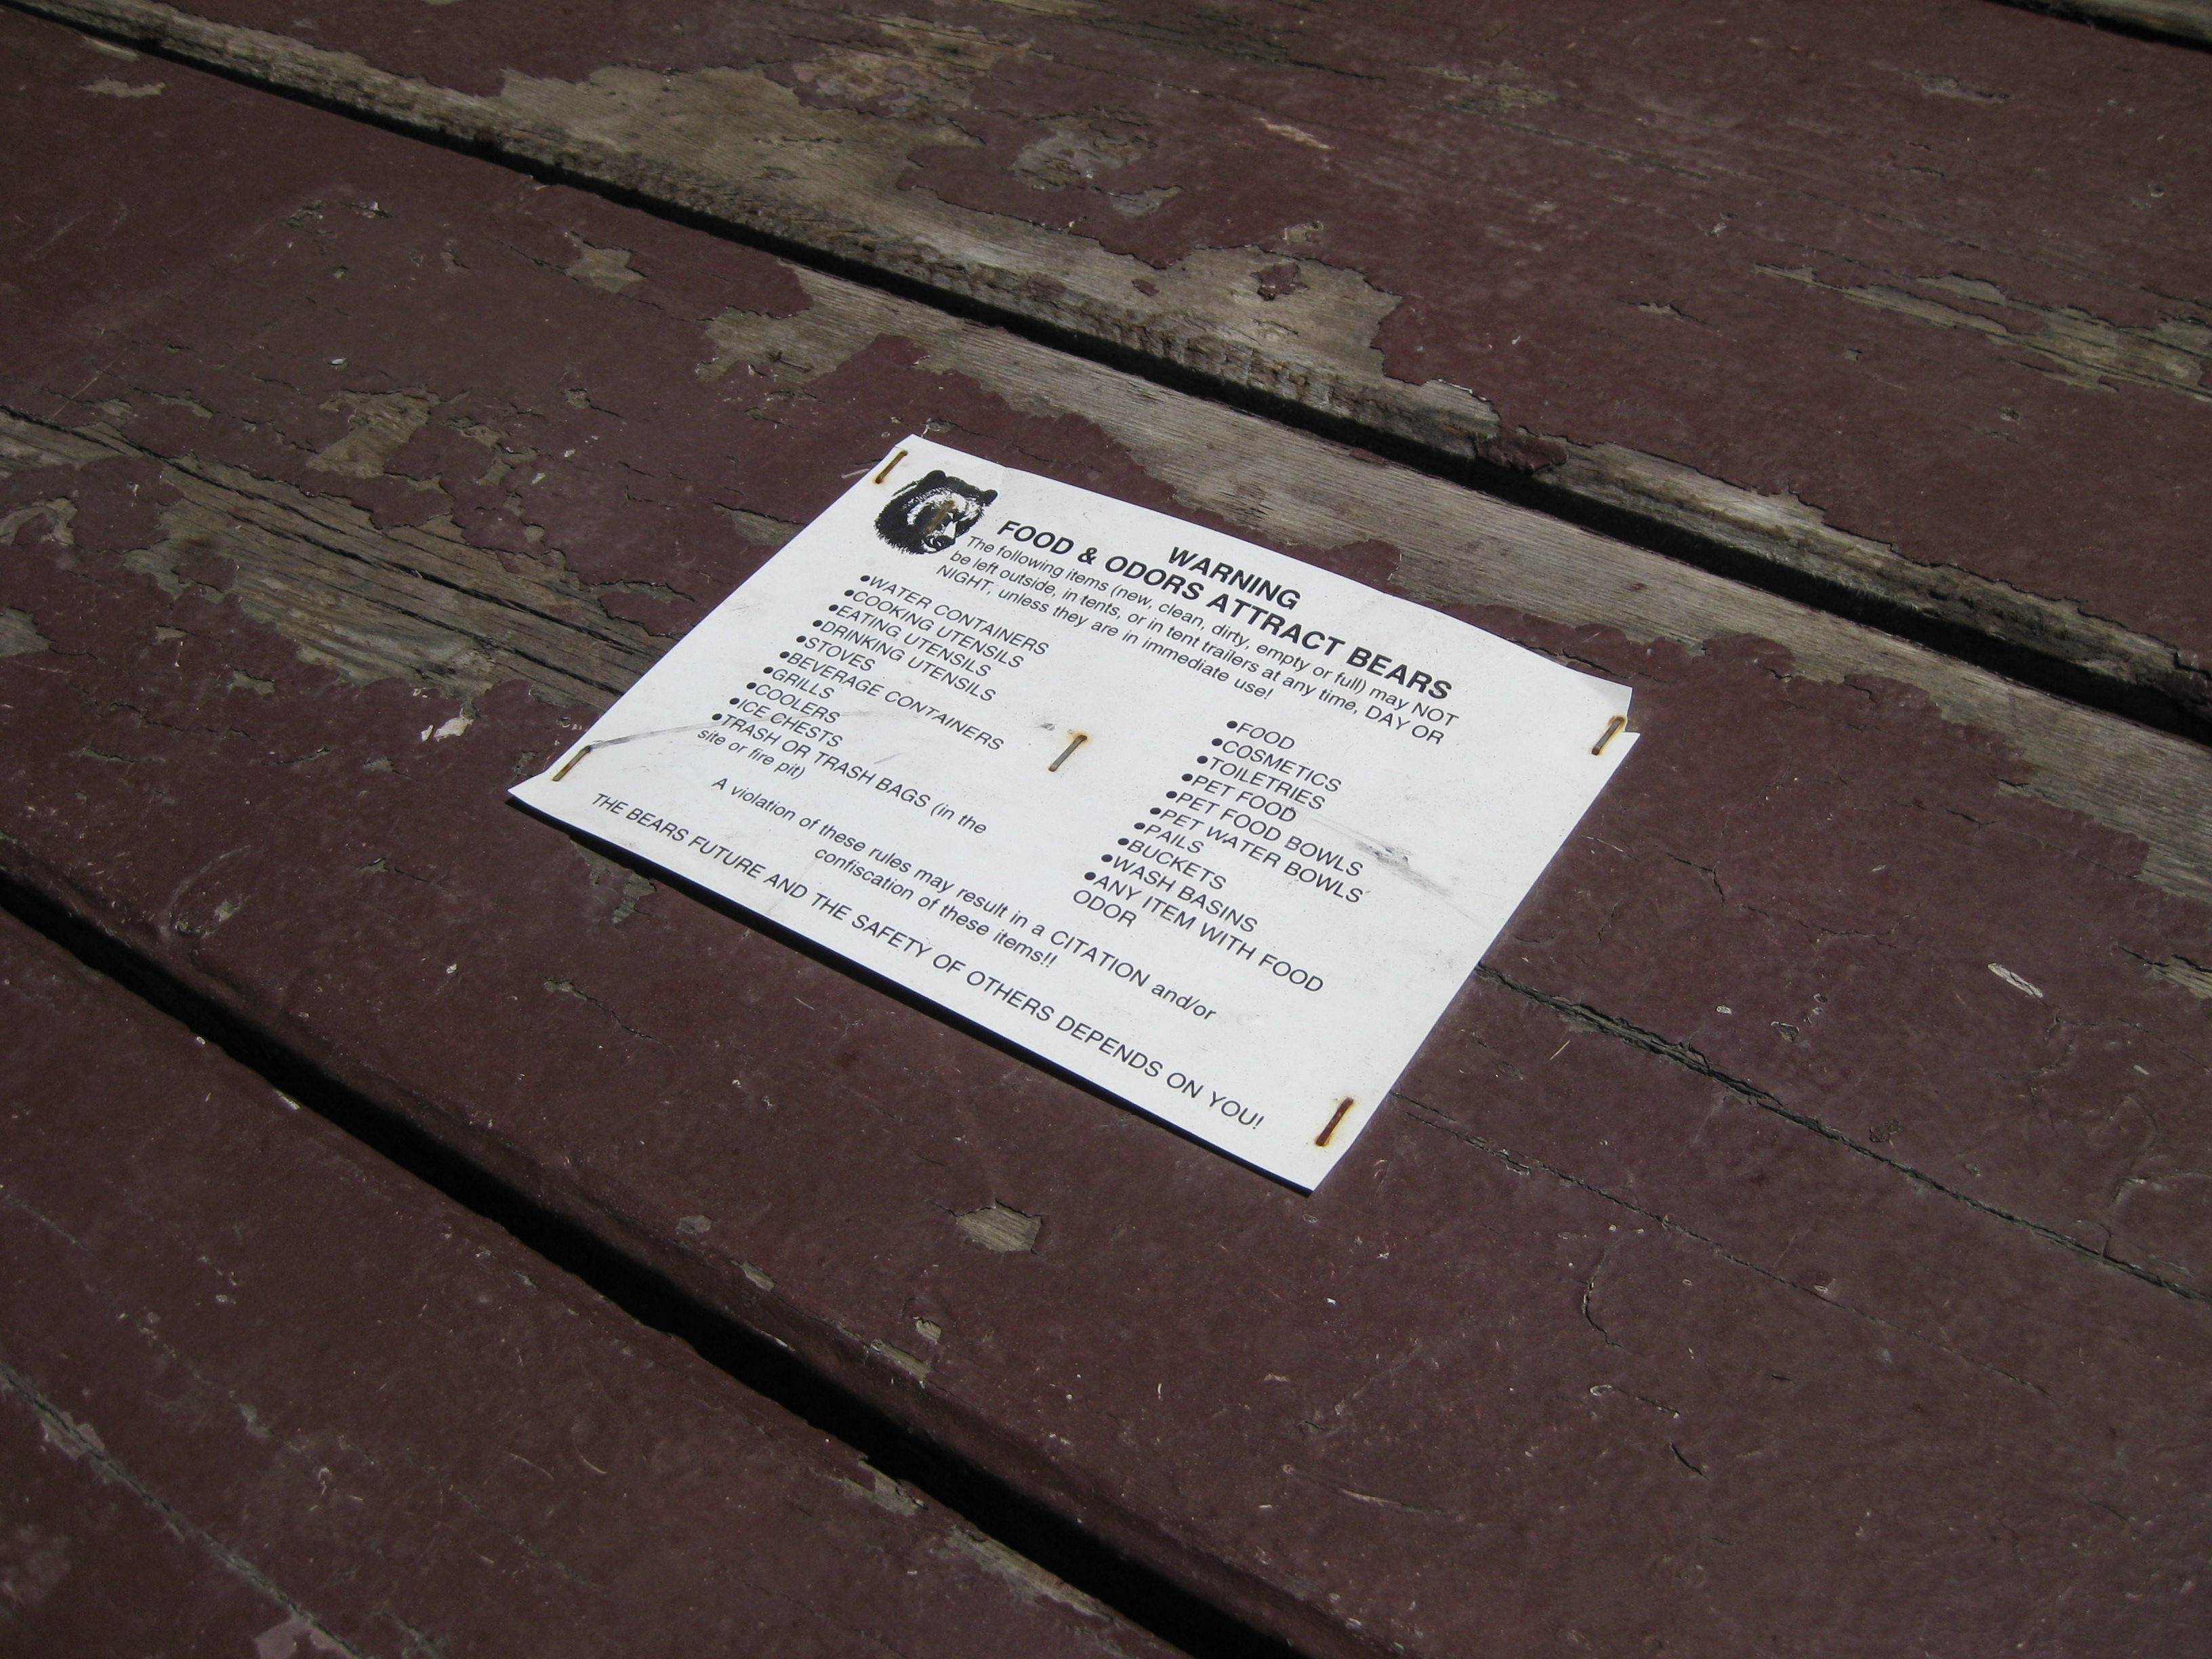 WARNING
FOOD & ODORS ATTRACT BEARS
The following items (new, clean, dirty, empty or full) may NOT
be left outside, in tents, or in tent trailers at any time, DAY OR
NIGHT, unless they are in immediate use!
•WATER CONTAINERS
•COOKING UTENSILS
•EATING UTENSILS
•DRINKING UTENSILS
•STOVES
•BEVERAGE CONTAINERS
•GRILLS
•COOLERS
•ICE CHESTS
•TRASH OR TRASH BAGS (in the
site or fire pit)
•FOOD
•COSMETICS
•TOILETRIES
•PET FOOD
•PET FOOD BOWLS
•PET WATER BOWLS
•PAILS
•BUCKETS
•WASH BASINS
•ANY ITEM WITH FOOD
ODOR
A violation of these rules may result in a CITATION and/or
confiscation of these items!!
THE BEARS FUTURE AND THE SAFETY OF OTHERS DEPENDS ON YOU!